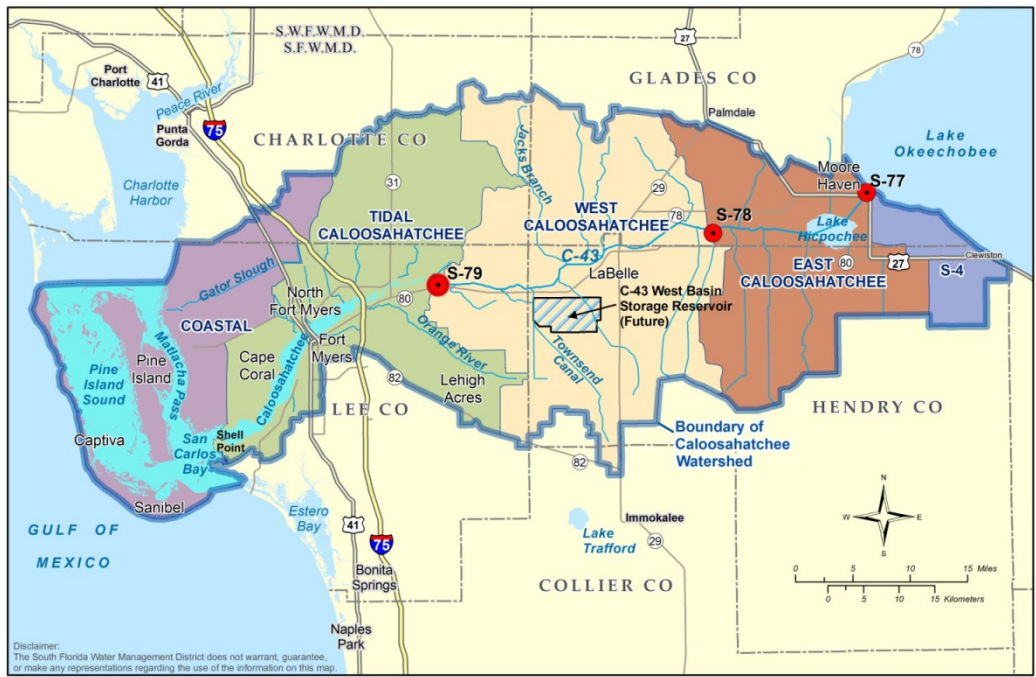 S.W.F.W.M.D.
S.F.W.M.D.
27
78
Port
Charlotte
41
Peace River
GLADES CO
Punta
Gorda
75
CHARLOTTE CO
Palmdale
Jacks Branch
Lake
Okeechobee
Charlotte
Harbor
31
29
Moore
Haven
S-77
TIDAL
CALOOSAHATCHEE
WEST
CALOOSAHATCHEE
78
S-78
Lake
Hicpochee
C-43
S-79
LaBelle
EAST
CALOOSAHATCHEE
80
27
Clewiston
S-4
Gator Slough
North
Fort Myers
80
C-43 West Basin
Storage Reservoir
(Future)
COASTAL
Fort
Myers
Orange River
Townsend
Canal
Pine
Island
Matlacha Pass
Cape
Coral
Caloosahatchee
82
Lehigh
Acres
Pine
Island
Sound
LEE CO
HENDRY CO
Captiva
San
Carlos
Bay
Shell
Point
Boundary of
Caloosahatchee
Watershed
82
Sanibel
Estero
Bay
41
Immokalee
N
W
E
S
GULF OF
MEXICO
75
Lake
Trafford
29
Bonita
Springs
COLLIER CO
0 5 10 15 Miles
0 5 10 15 Kilometers
Naples
Park
Disclaimer:
The South Florida Water Management District does not warrant, guarantee,
or make any representations regarding the use of the information on this map.